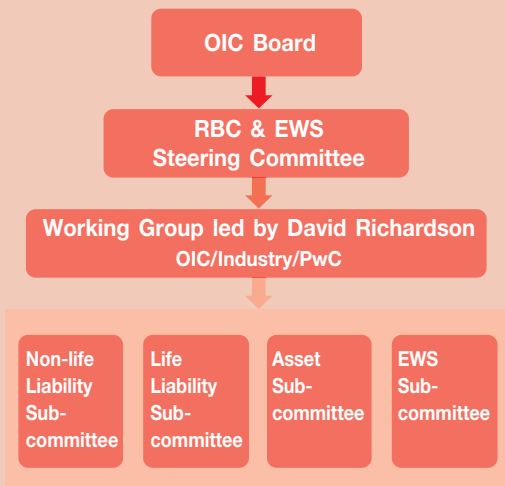 OIC Board
RBC & EWS
Steering Committee
Working Group led by David Richardson
OIC/Industry/PwC
Non-life
Liability
Sub-
committee
Life
Liability
Sub-
committee
Asset
Sub-
committee
EWS
Sub-
committee